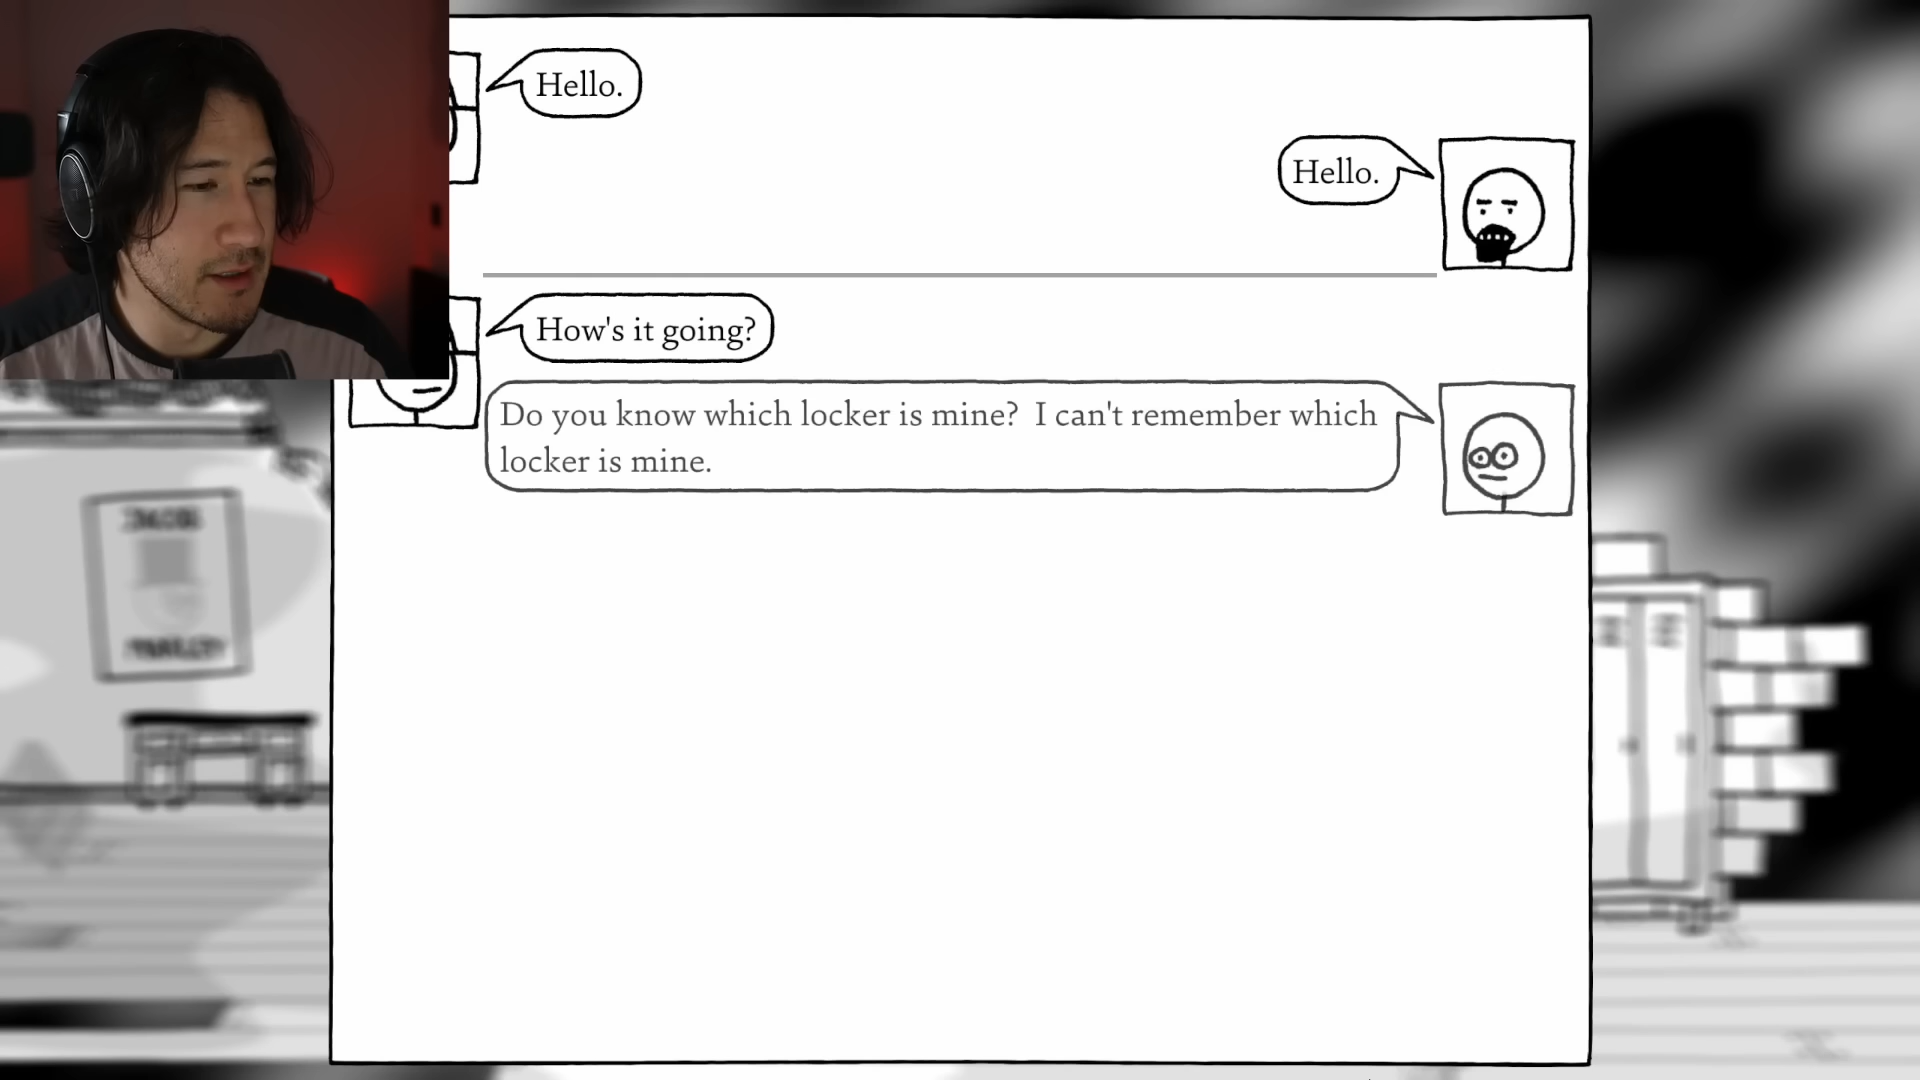 Hello.
Hello.
How's it going?
Do you know which locker is mine?  I can't remember which
locker is mine.